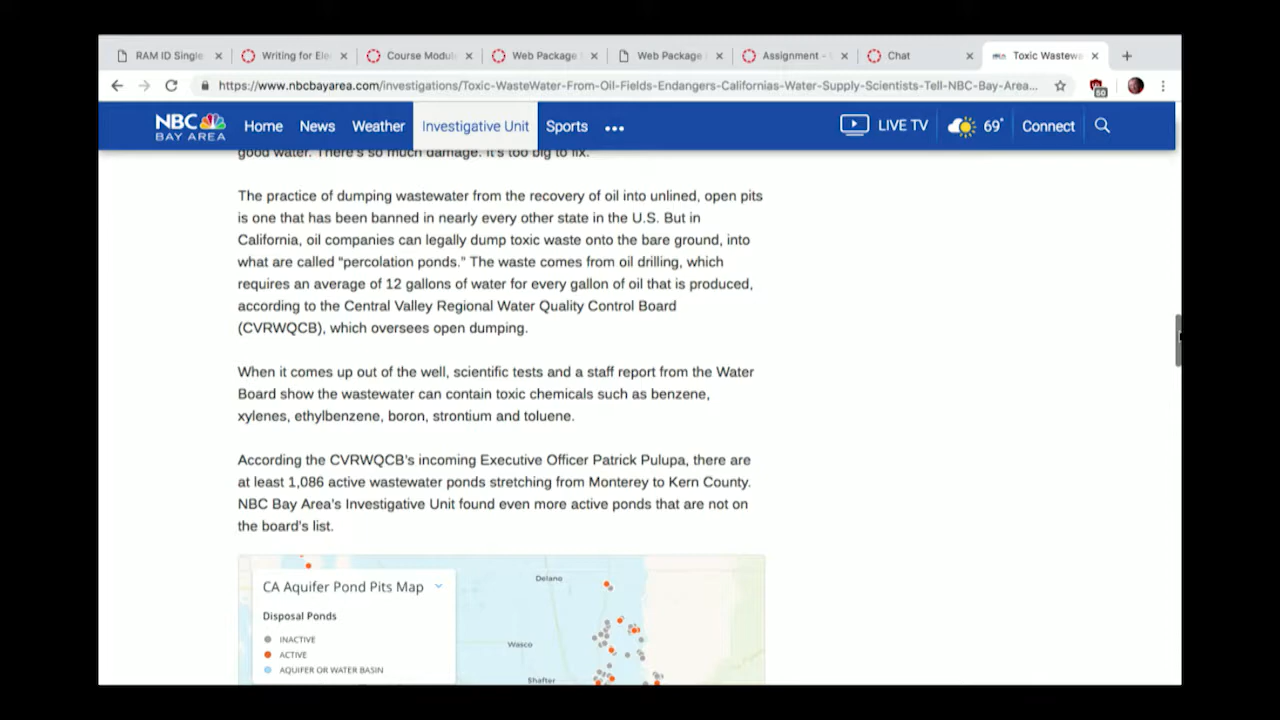 RAM ID Single
Writing for Ele
Course Modul
Web Package
Web Package
Assignment -
Chat
Toxic Wastewa
https://www.nbcbayarea.com/investigations/Toxic-WasteWater-From-Oil-Fields-Endangers-Californias-Water-Supply-Scientists-Tell-NBC-Bay-Area...
60
NBC
BAY AREA
Home
News
Weather
Investigative Unit
Sports
...
LIVE TV
69°
Connect
good water. There's so much damage. It's too big to fix.
The practice of dumping wastewater from the recovery of oil into unlined, open pits
is one that has been banned in nearly every other state in the U.S. But in
California, oil companies can legally dump toxic waste onto the bare ground, into
what are called “percolation ponds.” The waste comes from oil drilling, which
requires an average of 12 gallons of water for every gallon of oil that is produced,
according to the Central Valley Regional Water Quality Control Board
(CVRWQCB), which oversees open dumping.
When it comes up out of the well, scientific tests and a staff report from the Water
Board show the wastewater can contain toxic chemicals such as benzene,
xylenes, ethylbenzene, boron, strontium and toluene.
According the CVRWQCB's incoming Executive Officer Patrick Pulupa, there are
at least 1,086 active wastewater ponds stretching from Monterey to Kern County.
NBC Bay Area's Investigative Unit found even more active ponds that are not on
the board's list.
CA Aquifer Pond Pits Map
Disposal Ponds
INACTIVE
ACTIVE
AQUIFER OR WATER BASIN
Delano
Wasco
Shafter